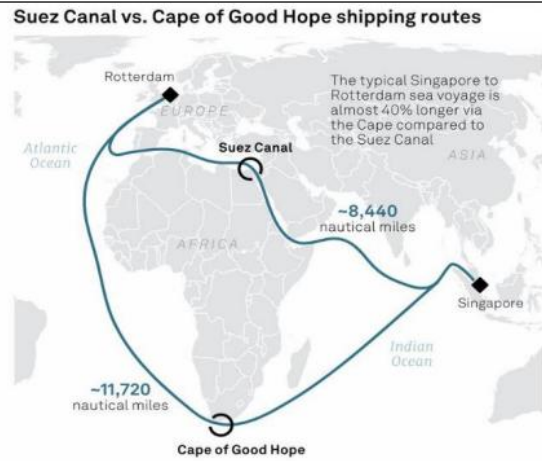 Suez Canal vs. Cape of Good Hope shipping routes
Rotterdam
EUROPE
The typical Singapore to
Rotterdam sea voyage is
almost 40% longer via
the Cape compared to
the Suez Canal
Atlantic
Ocean
Suez Canal
ASIA
~8,440
nautical miles
AFRICA
Singapore
Indian
Ocean
~11,720
nautical miles
Cape of Good Hope